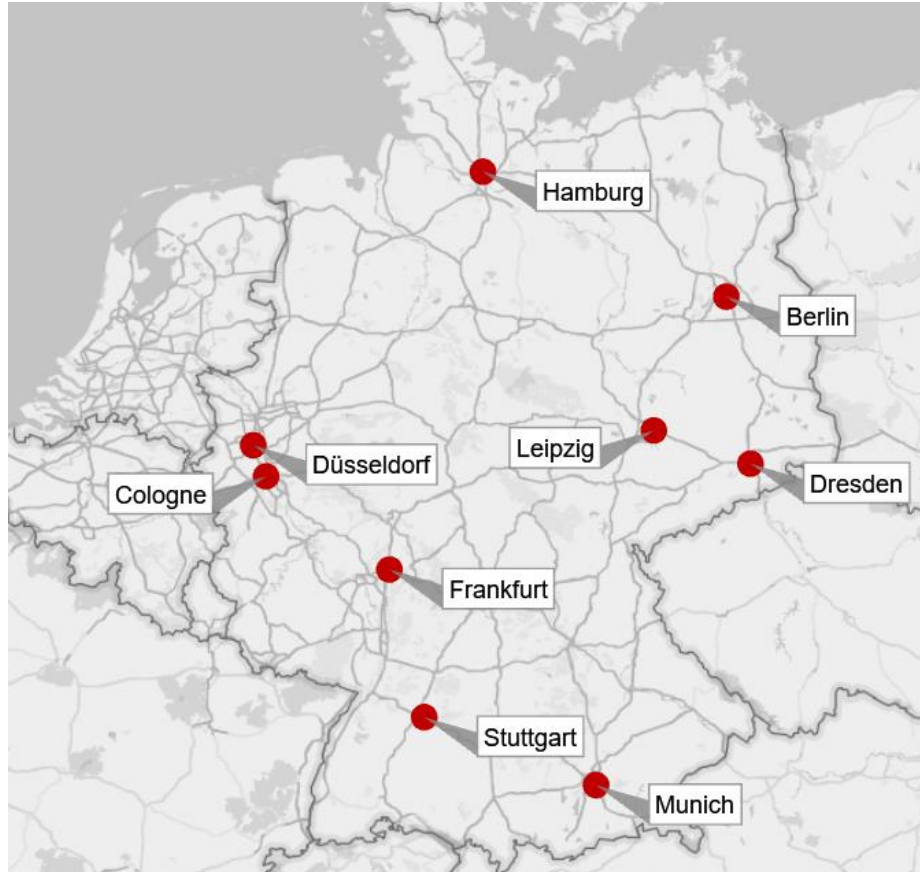 Hamburg
Berlin
Leipzig
Düsseldorf
Dresden
Cologne
Frankfurt
Stuttgart
Munich